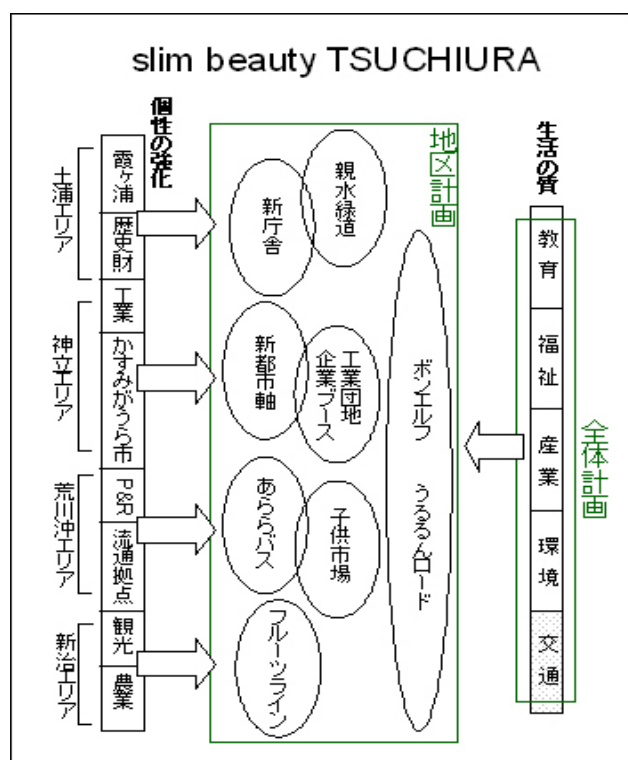 slim beauty TSUCHIURA
個性の強化
土浦エリア
霞ヶ浦
歴史財
神立エリア
工業
かすみがうら市
荒川沖エリア
P&R
流通拠点
新治エリア
観光
農業
地区計画
新庁舎
親水緑道
新都市軸
工業団地
企業ブース
あららバス
子供市場
フルーツライン
ボンエルフ
うるるんロード
生活の質
教育
福祉
産業
環境
交通
全体計画